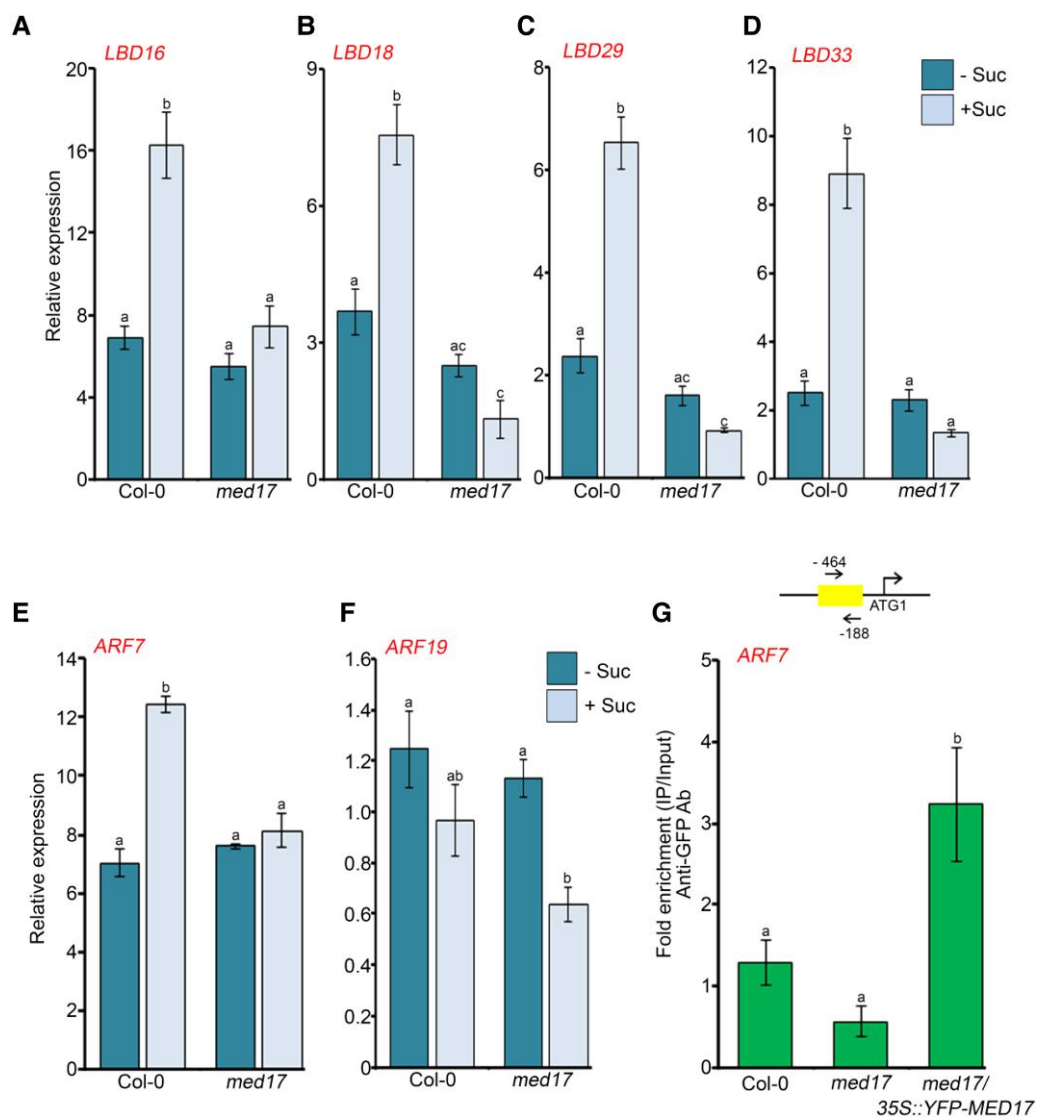 A
LBD16
Relative expression
20
16
12
8
4
0
a
b
a
a
Col-0
med17
B
LBD18
9
6
3
0
a
b
ac
c
Col-0
med17
C
LBD29
8
6
4
2
0
a
b
ac
c
Col-0
med17
D
LBD33
12
10
8
6
4
2
0
a
b
a
a
Col-0
med17
- Suc
+Suc
E
ARF7
Relative expression
14
12
10
8
6
4
2
0
a
b
a
a
Col-0
med17
F
ARF19
1.6
1.4
1.2
1
0.8
0.6
0.4
0.2
0
a
ab
a
b
Col-0
med17
- Suc
+ Suc
- 464
ATG1
-188
G
ARF7
Fold enrichment (IP/Input)
Anti-GFP Ab
5
4
3
2
1
0
a
a
b
Col-0
med17
med17/
35S::YFP-MED17